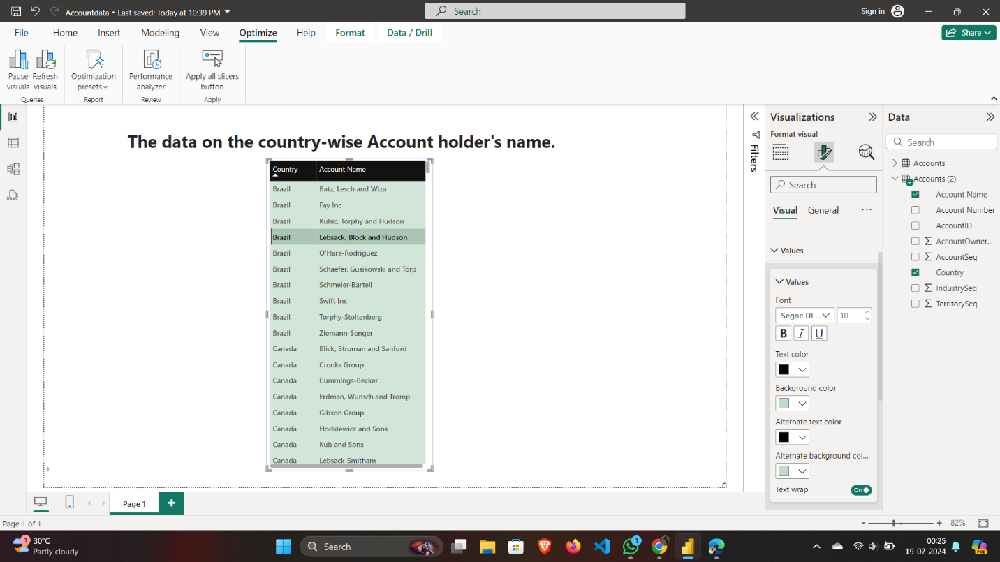 Accountdata • Last saved: Today at 10:39 PM
Search
Sign in
File Home Insert Modeling View Optimize Help Format Data / Drill
Share
Pause visuals
Refresh visuals
Optimization presets
Performance analyzer
Apply all slicers button
Queries Report Review Apply
The data on the country-wise Account holder's name.
Country Account Name
Brazil Batz, Lesch and Wiza
Brazil Fay Inc
Brazil Kuhic, Torphy and Hudson
Brazil Lebsack, Block and Hudson
Brazil O'Hara-Rodriguez
Brazil Schaefer, Gusikowski and Torp
Brazil Schmeler-Bartell
Brazil Swift Inc
Brazil Torphy-Stoltenberg
Brazil Ziemann-Senger
Canada Blick, Stroman and Sanford
Canada Crooks Group
Canada Cummings-Becker
Canada Erdman, Wunsch and Tromp
Canada Gibson Group
Canada Hodkiewicz and Sons
Canada Kub and Sons
Canada Lebsack-Smitham
Filters
Visualizations
Format visual
Search
Visual General ...
Values
Values
Font
Segoe UI ... 10
B I U
Text color
Background color
Alternate text color
Alternate background col...
Text wrap On
Data
Search
Accounts
Accounts (2)
Account Name
Account Number
AccountID
Σ AccountOwner...
Σ AccountSeq
Country
Σ IndustrySeq
Σ TerritorySeq
Page 1 +
Page 1 of 1
- + 82%
1 30°C
Partly cloudy
Search
1
00:25
19-07-2024
PRE